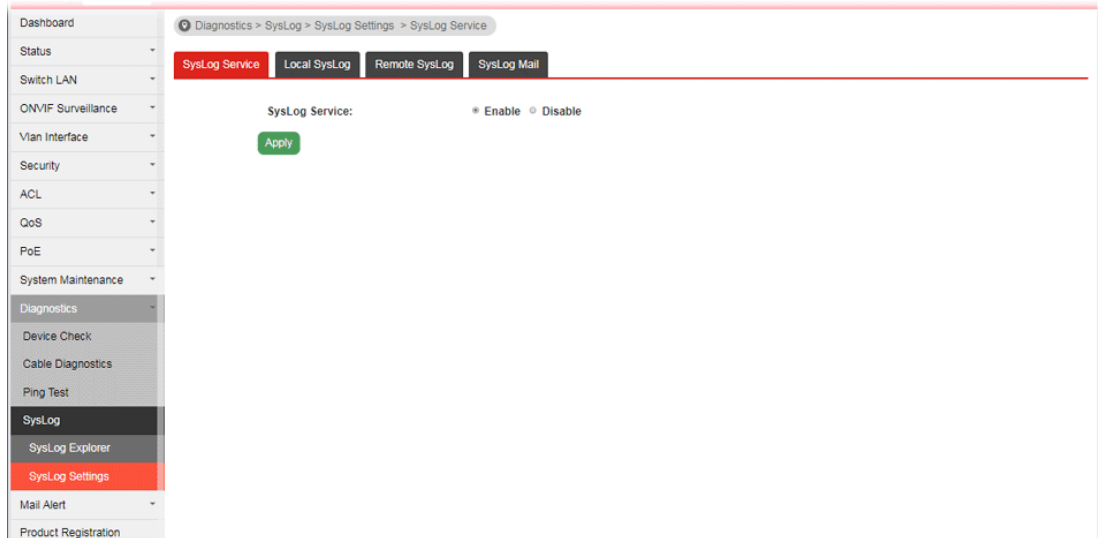 Dashboard
Status
Switch LAN
ONVIF Surveillance
Vlan Interface
Security
ACL
QoS
PoE
System Maintenance
Diagnostics
Device Check
Cable Diagnostics
Ping Test
SysLog
SysLog Explorer
SysLog Settings
Mail Alert
Product Registration
Diagnostics > SysLog > SysLog Settings > SysLog Service
SysLog Service Local SysLog Remote SysLog SysLog Mail
SysLog Service: Enable Disable
Apply